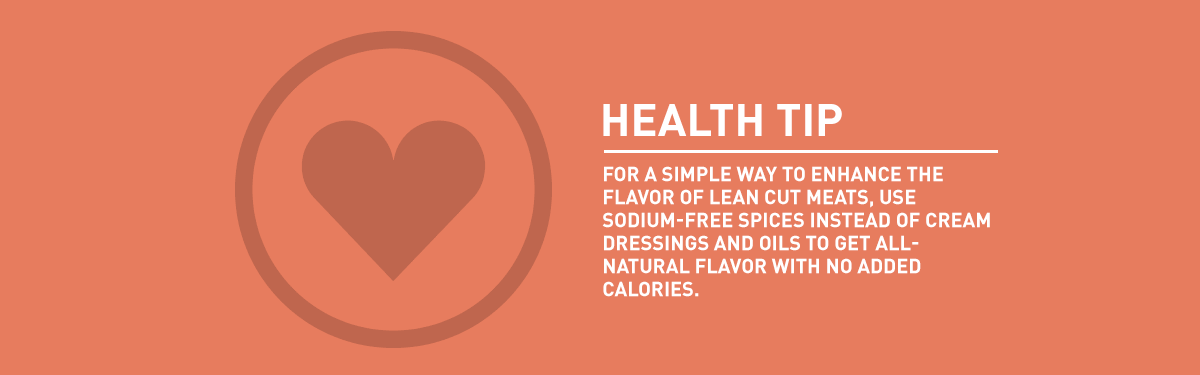 HEALTH TIP
FOR A SIMPLE WAY TO ENHANCE THE
FLAVOR OF LEAN CUT MEATS, USE
SODIUM-FREE SPICES INSTEAD OF CREAM
DRESSINGS AND OILS TO GET ALL-
NATURAL FLAVOR WITH NO ADDED
CALORIES.